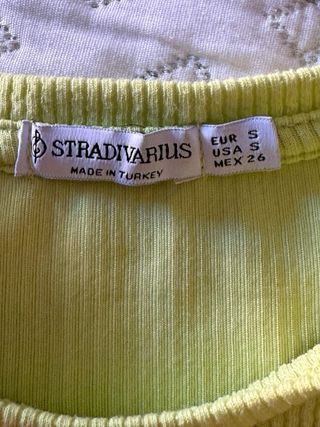 STRADIVARIUS
MADE IN TURKEY
EUR S
USA S
MEX 26